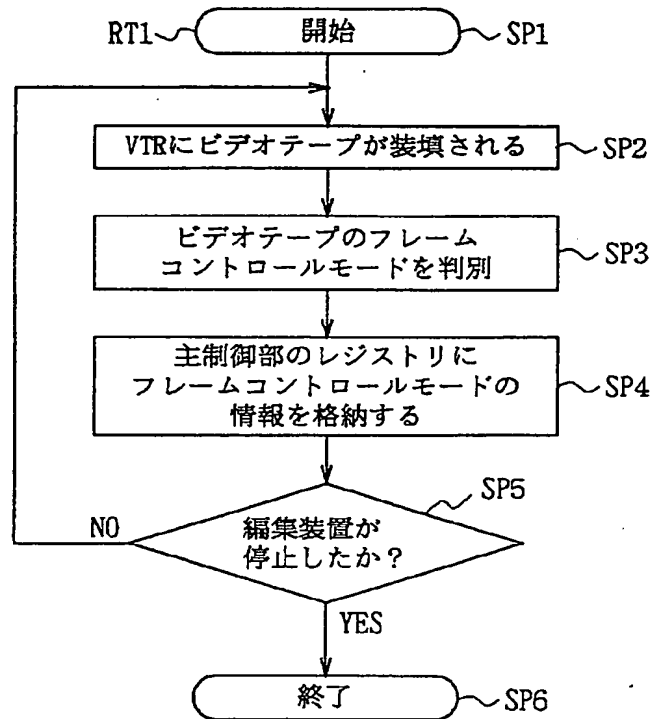 RT1 開始 SP1
VTRにビデオテープが装填される SP2
ビデオテープのフレーム
コントロールモードを判別 SP3
主制御部のレジストリに
フレームコントロールモードの SP4
情報を格納する
SP5
NO 編集装置が
停止したか？
YES
終了 SP6